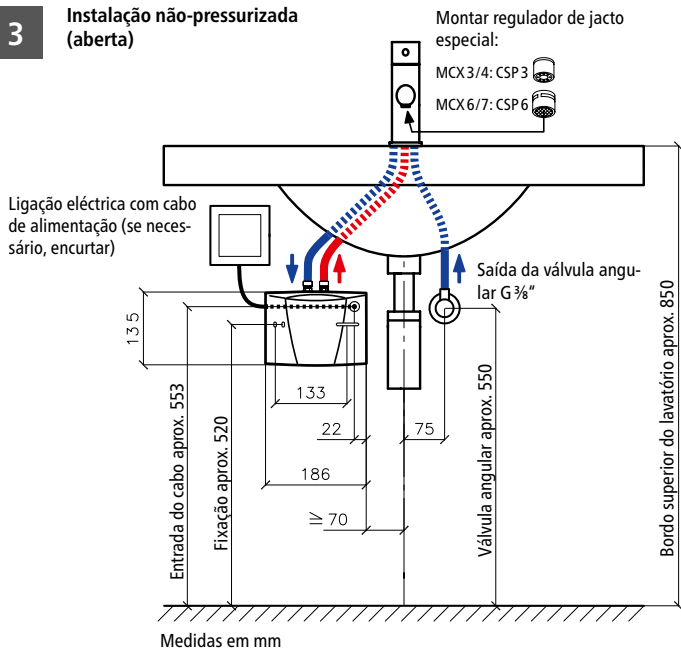 3
Instalação não-pressurizada
(aberta)
Montar regulador de jacto
especial:
MCX 3/4: CSP 3
MCX 6/7: CSP 6
Ligação eléctrica com cabo
de alimentação (se neces-
sário, encurtar)
Saída da válvula angu-
lar G ⅜“
135
133
22
75
186
≧ 70
Entrada do cabo aprox. 553
Fixação aprox. 520
Válvula angular aprox. 550
Bordo superior do lavatório aprox. 850
Medidas em mm